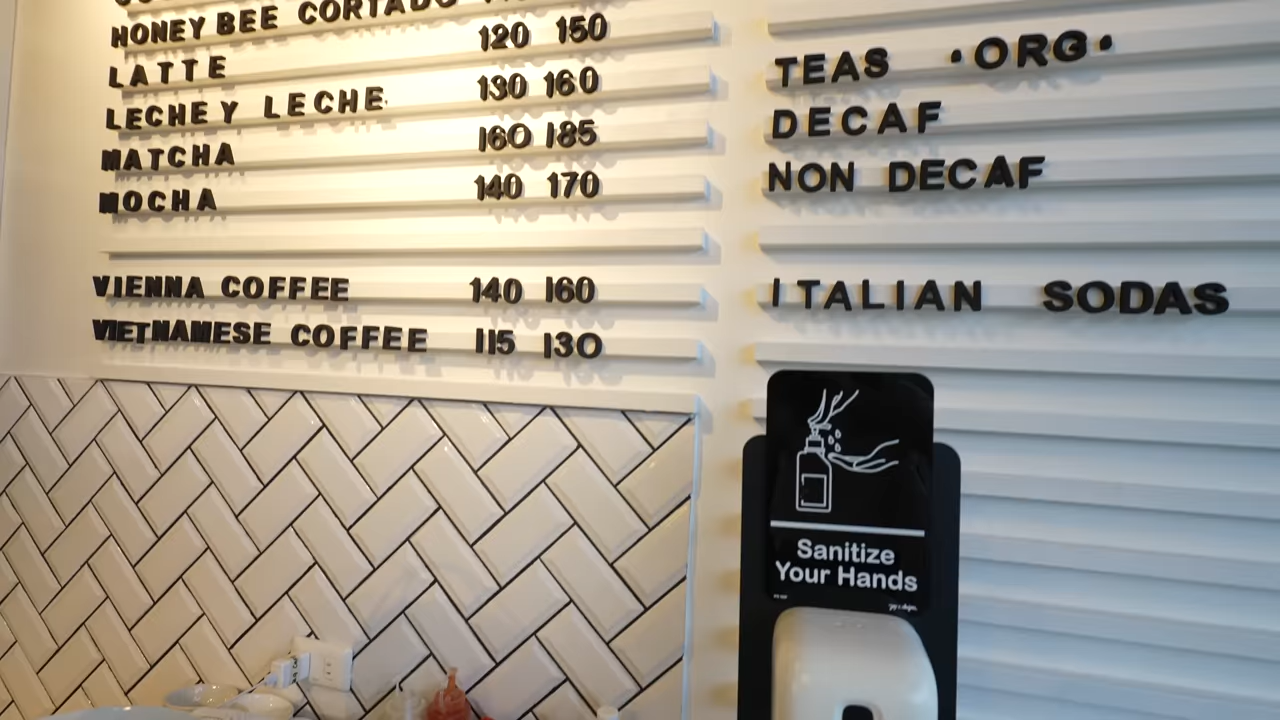 HONEY BEE CORTADO
LATTE 120 150
LECHE Y LECHE 130 160
MATCHA 160 185
MOCHA 140 170
VIENNA COFFEE 140 160
VIETNAMESE COFFEE 115 130
TEAS •ORG•
DECAF
NON DECAF
ITALIAN SODAS
Sanitize
Your Hands